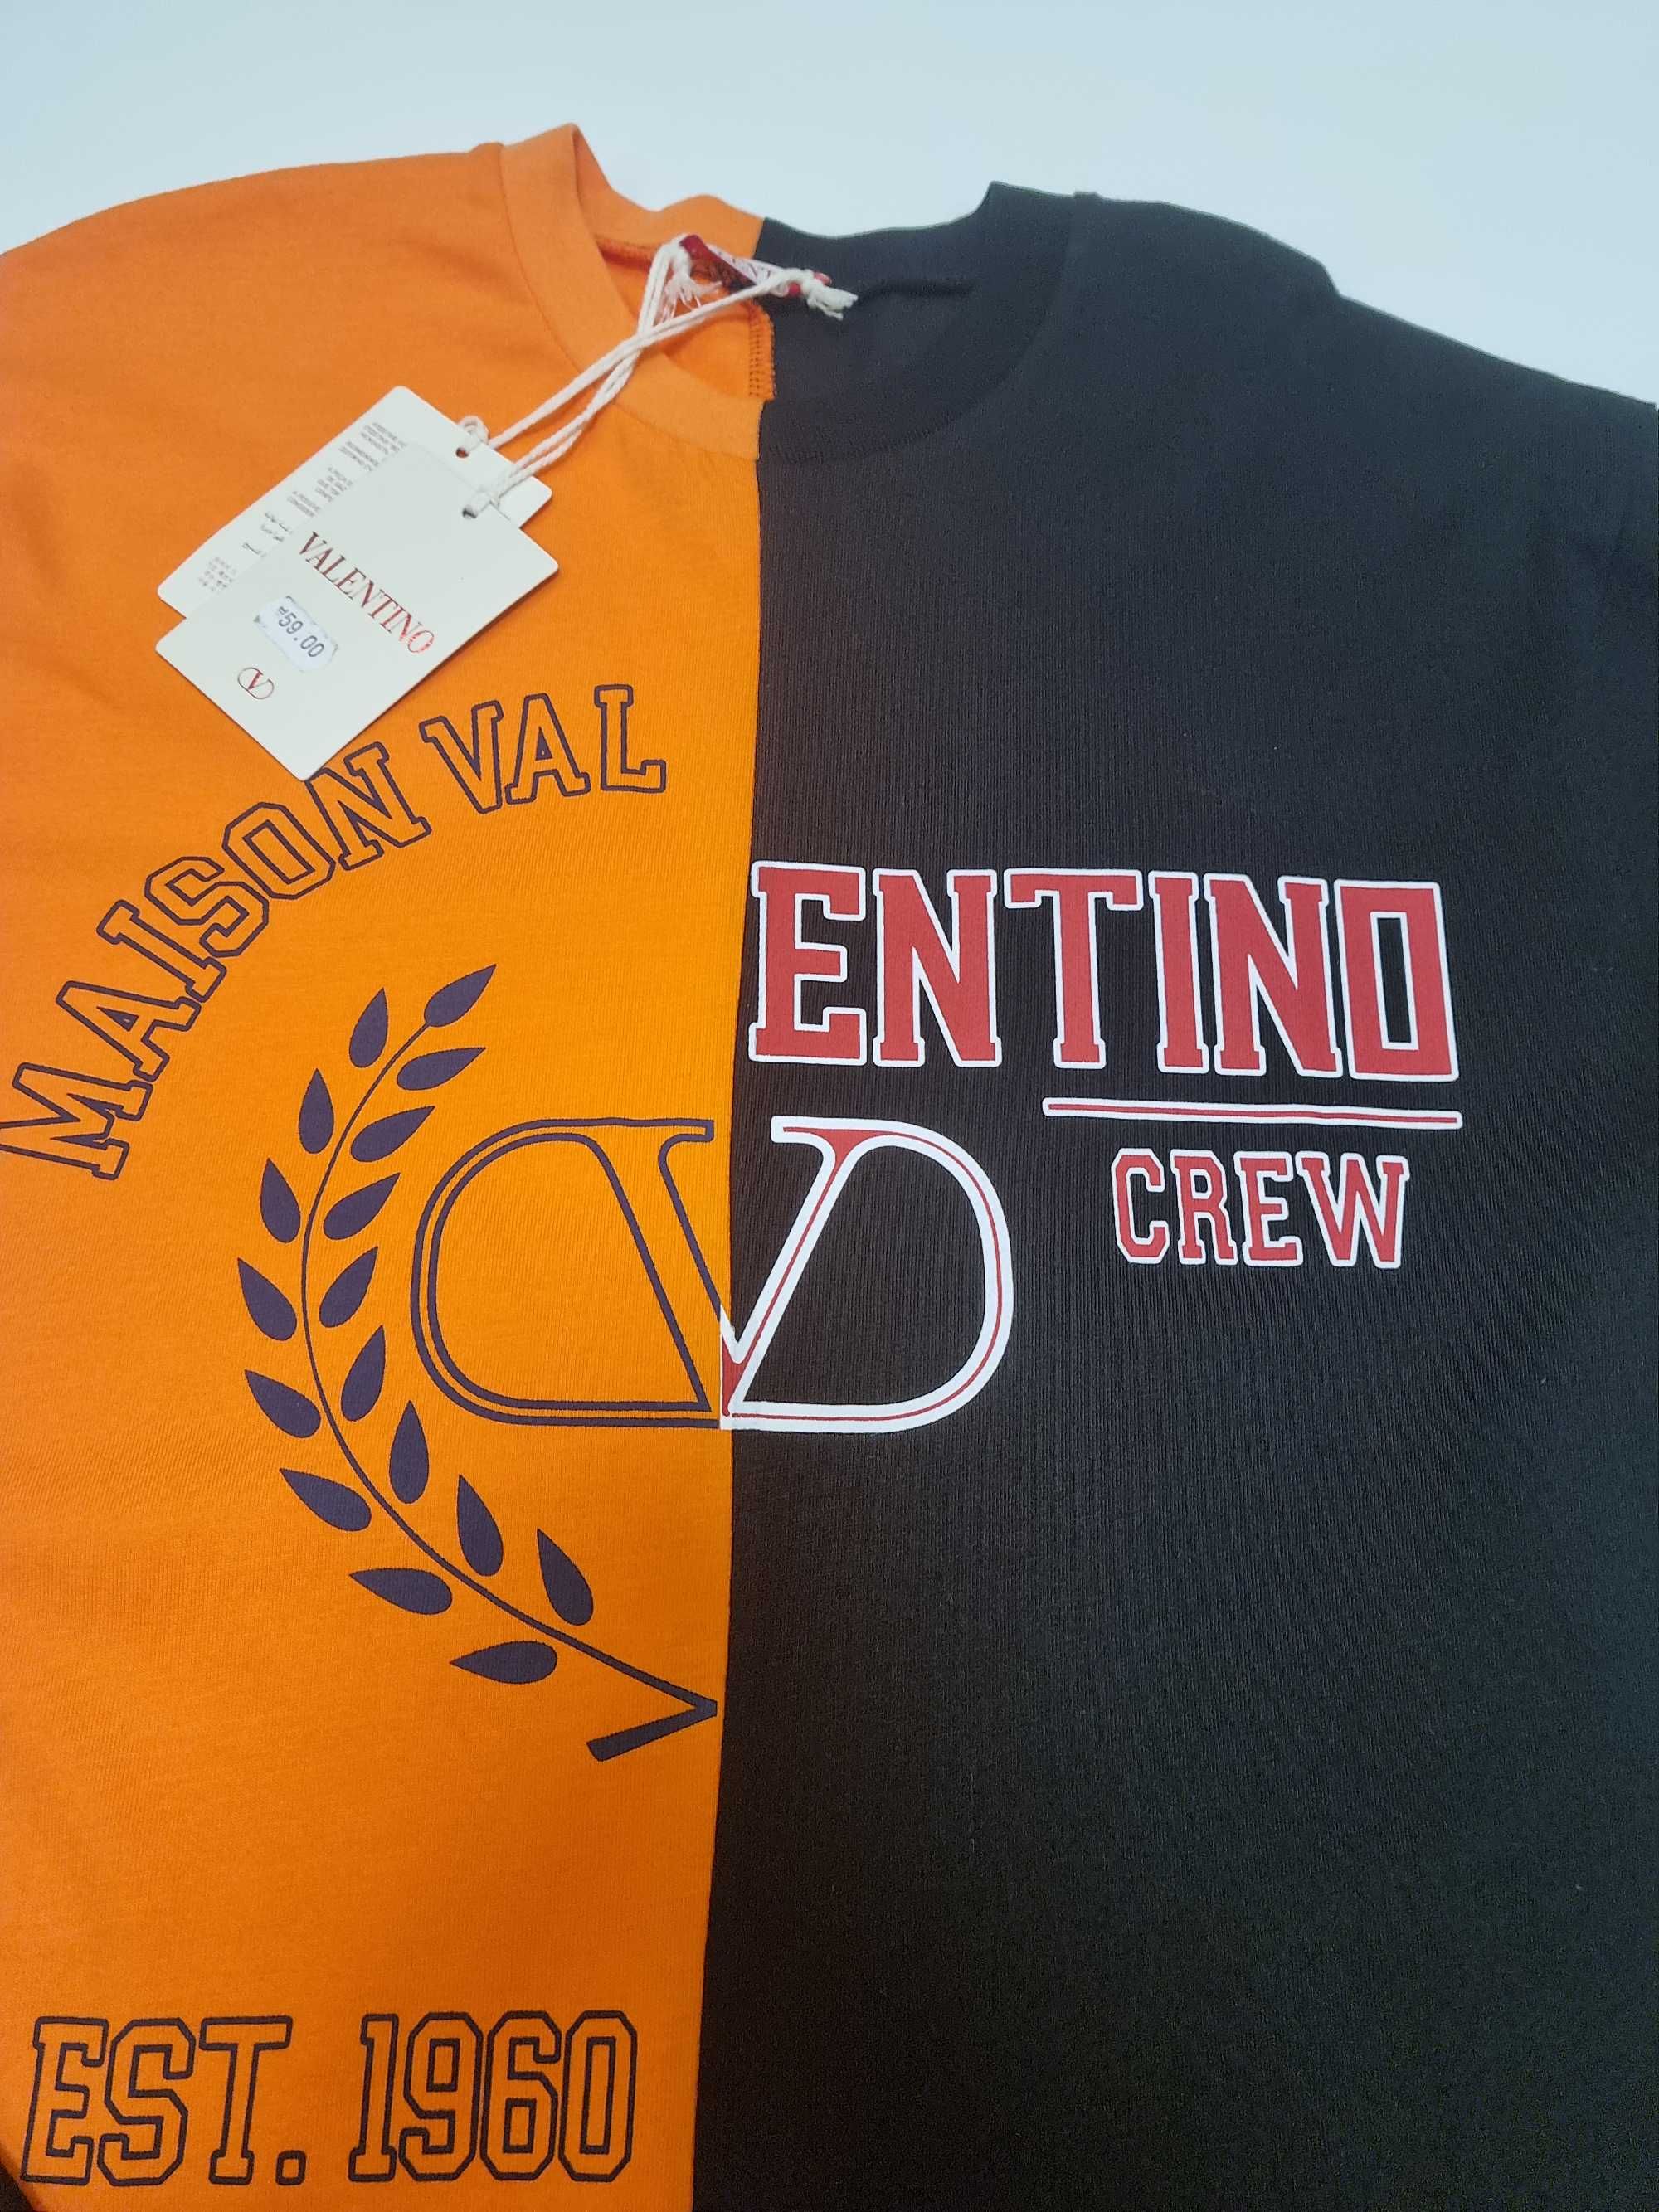 VALENTINO
₪59.00
V
MAISON VAL
ENTINO
CREW
V
EST. 1960